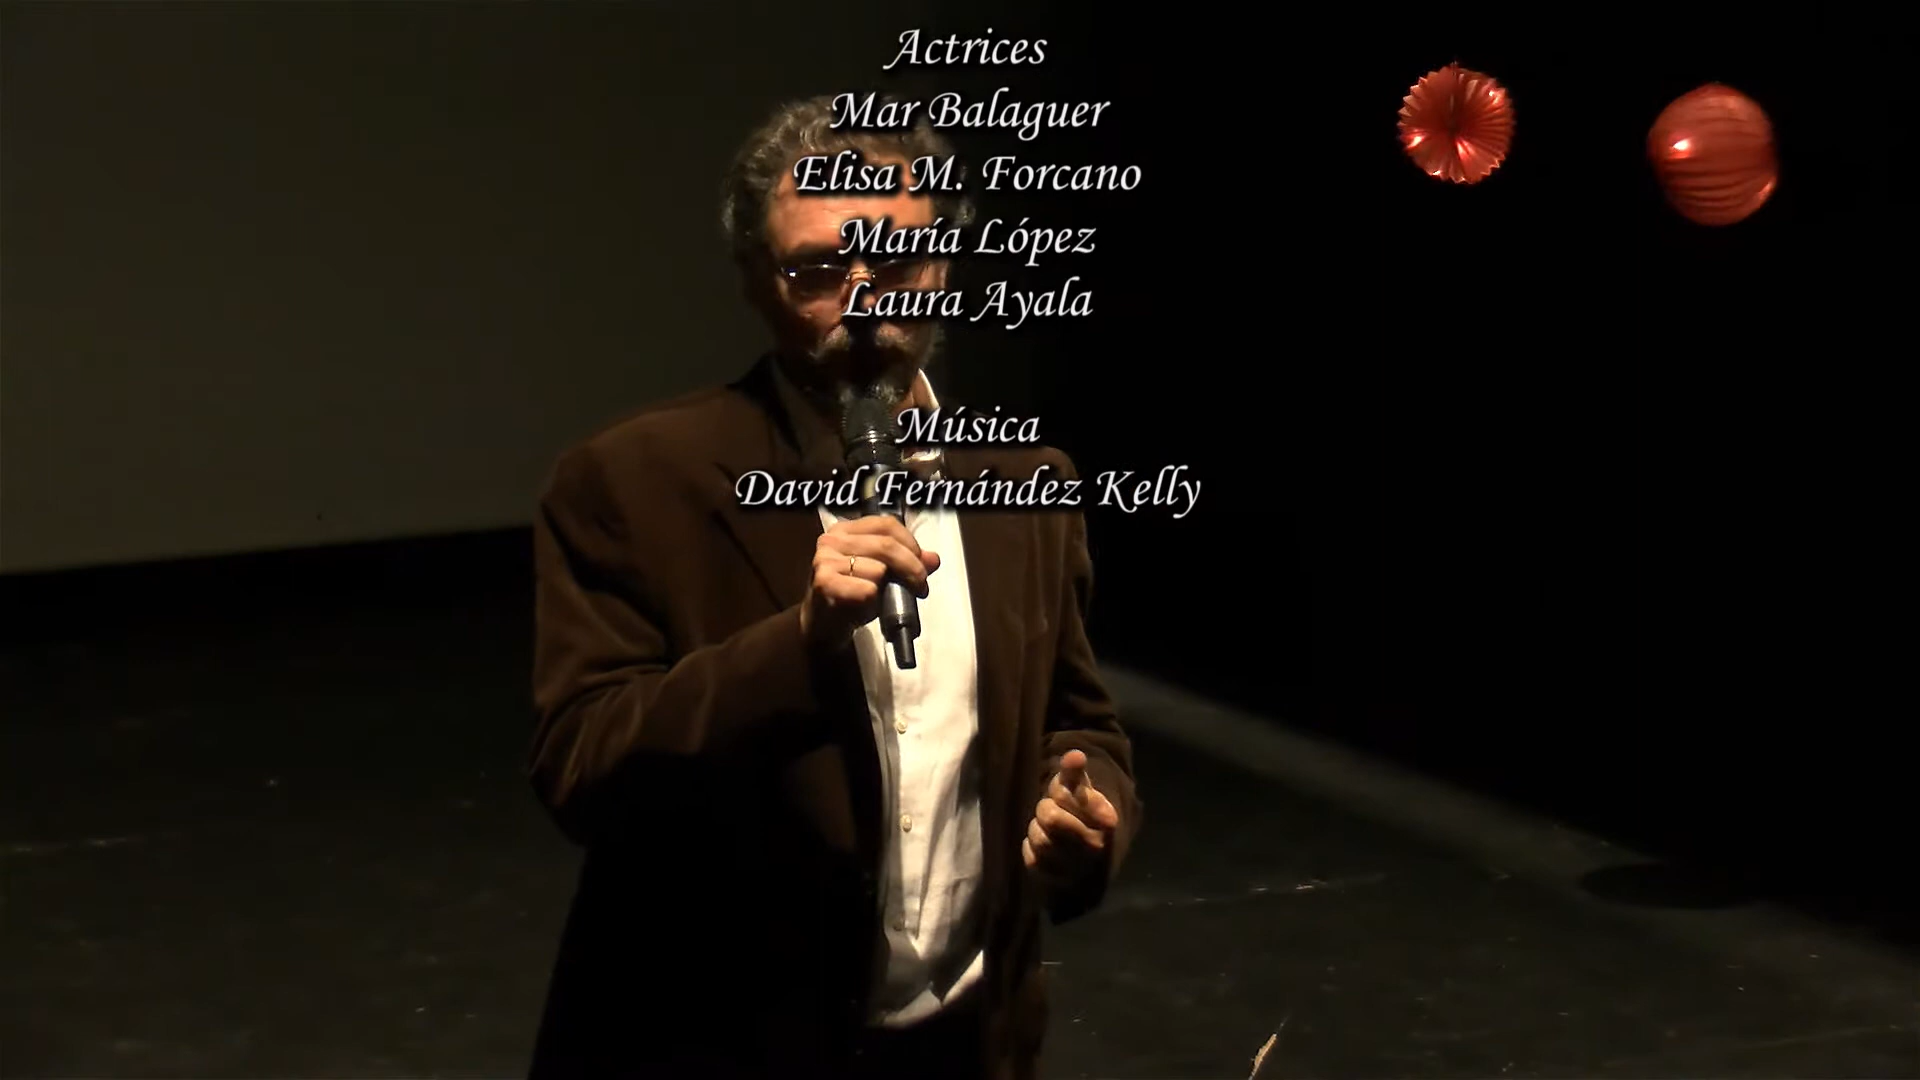 Actrices
Mar Balaguer
Elisa M. Forcano
María López
Laura Ayala
Música
David Fernández Kelly